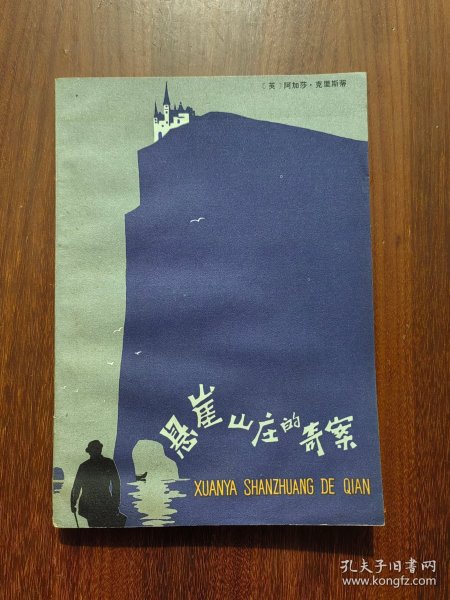 〔英〕阿加莎·克里斯蒂
悬崖山庄的奇案
XUANYA SHANZHUANG DE QIAN
孔夫子旧书网
www.kongfz.com